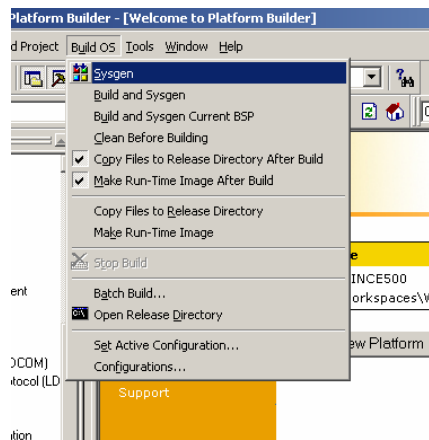 Platform Builder - [Welcome to Platform Builder]
d Project Build OS Tools Window Help
Sysgen
Build and Sysgen
Build and Sysgen Current BSP
Clean Before Building
Copy Files to Release Directory After Build
Make Run-Time Image After Build
Copy Files to Release Directory
Make Run-Time Image
Stop Build
Batch Build...
Open Release Directory
Set Active Configuration...
Configurations...
e
INCE500
orkspaces\W
ent
ew Platform
DCOM)
otocol (LD
Support
ation